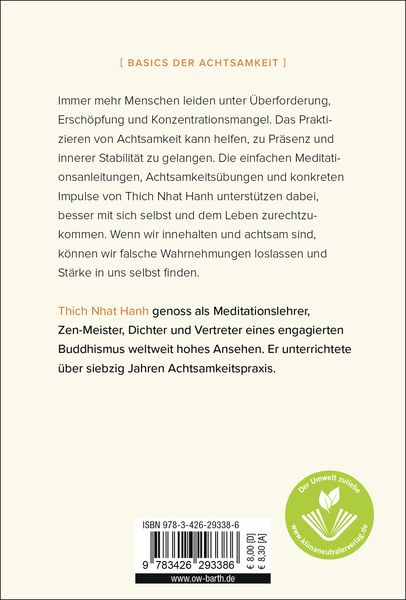 [ BASICS DER ACHTSAMKEIT ]
Immer mehr Menschen leiden unter Überforderung,
Erschöpfung und Konzentrationsmangel. Das Prakti-
zieren von Achtsamkeit kann helfen, zu Präsenz und
innerer Stabilität zu gelangen. Die einfachen Meditati-
onsanleitungen, Achtsamkeitsübungen und konkreten
Impulse von Thich Nhat Hanh unterstützen dabei,
besser mit sich selbst und dem Leben zurechtzu-
kommen. Wenn wir innehalten und achtsam sind,
können wir falsche Wahrnehmungen loslassen und
Stärke in uns selbst finden.
Thich Nhat Hanh genoss als Meditationslehrer,
Zen-Meister, Dichter und Vertreter eines engagierten
Buddhismus weltweit hohes Ansehen. Er unterrichtete
über siebzig Jahren Achtsamkeitspraxis.
Der Umwelt zuliebe
www.klimaneutralerverlag.de
ISBN 978-3-426-29338-6
€ 8,00 [D]
€ 8,30 [A]
9 783426 293386
www.ow-barth.de